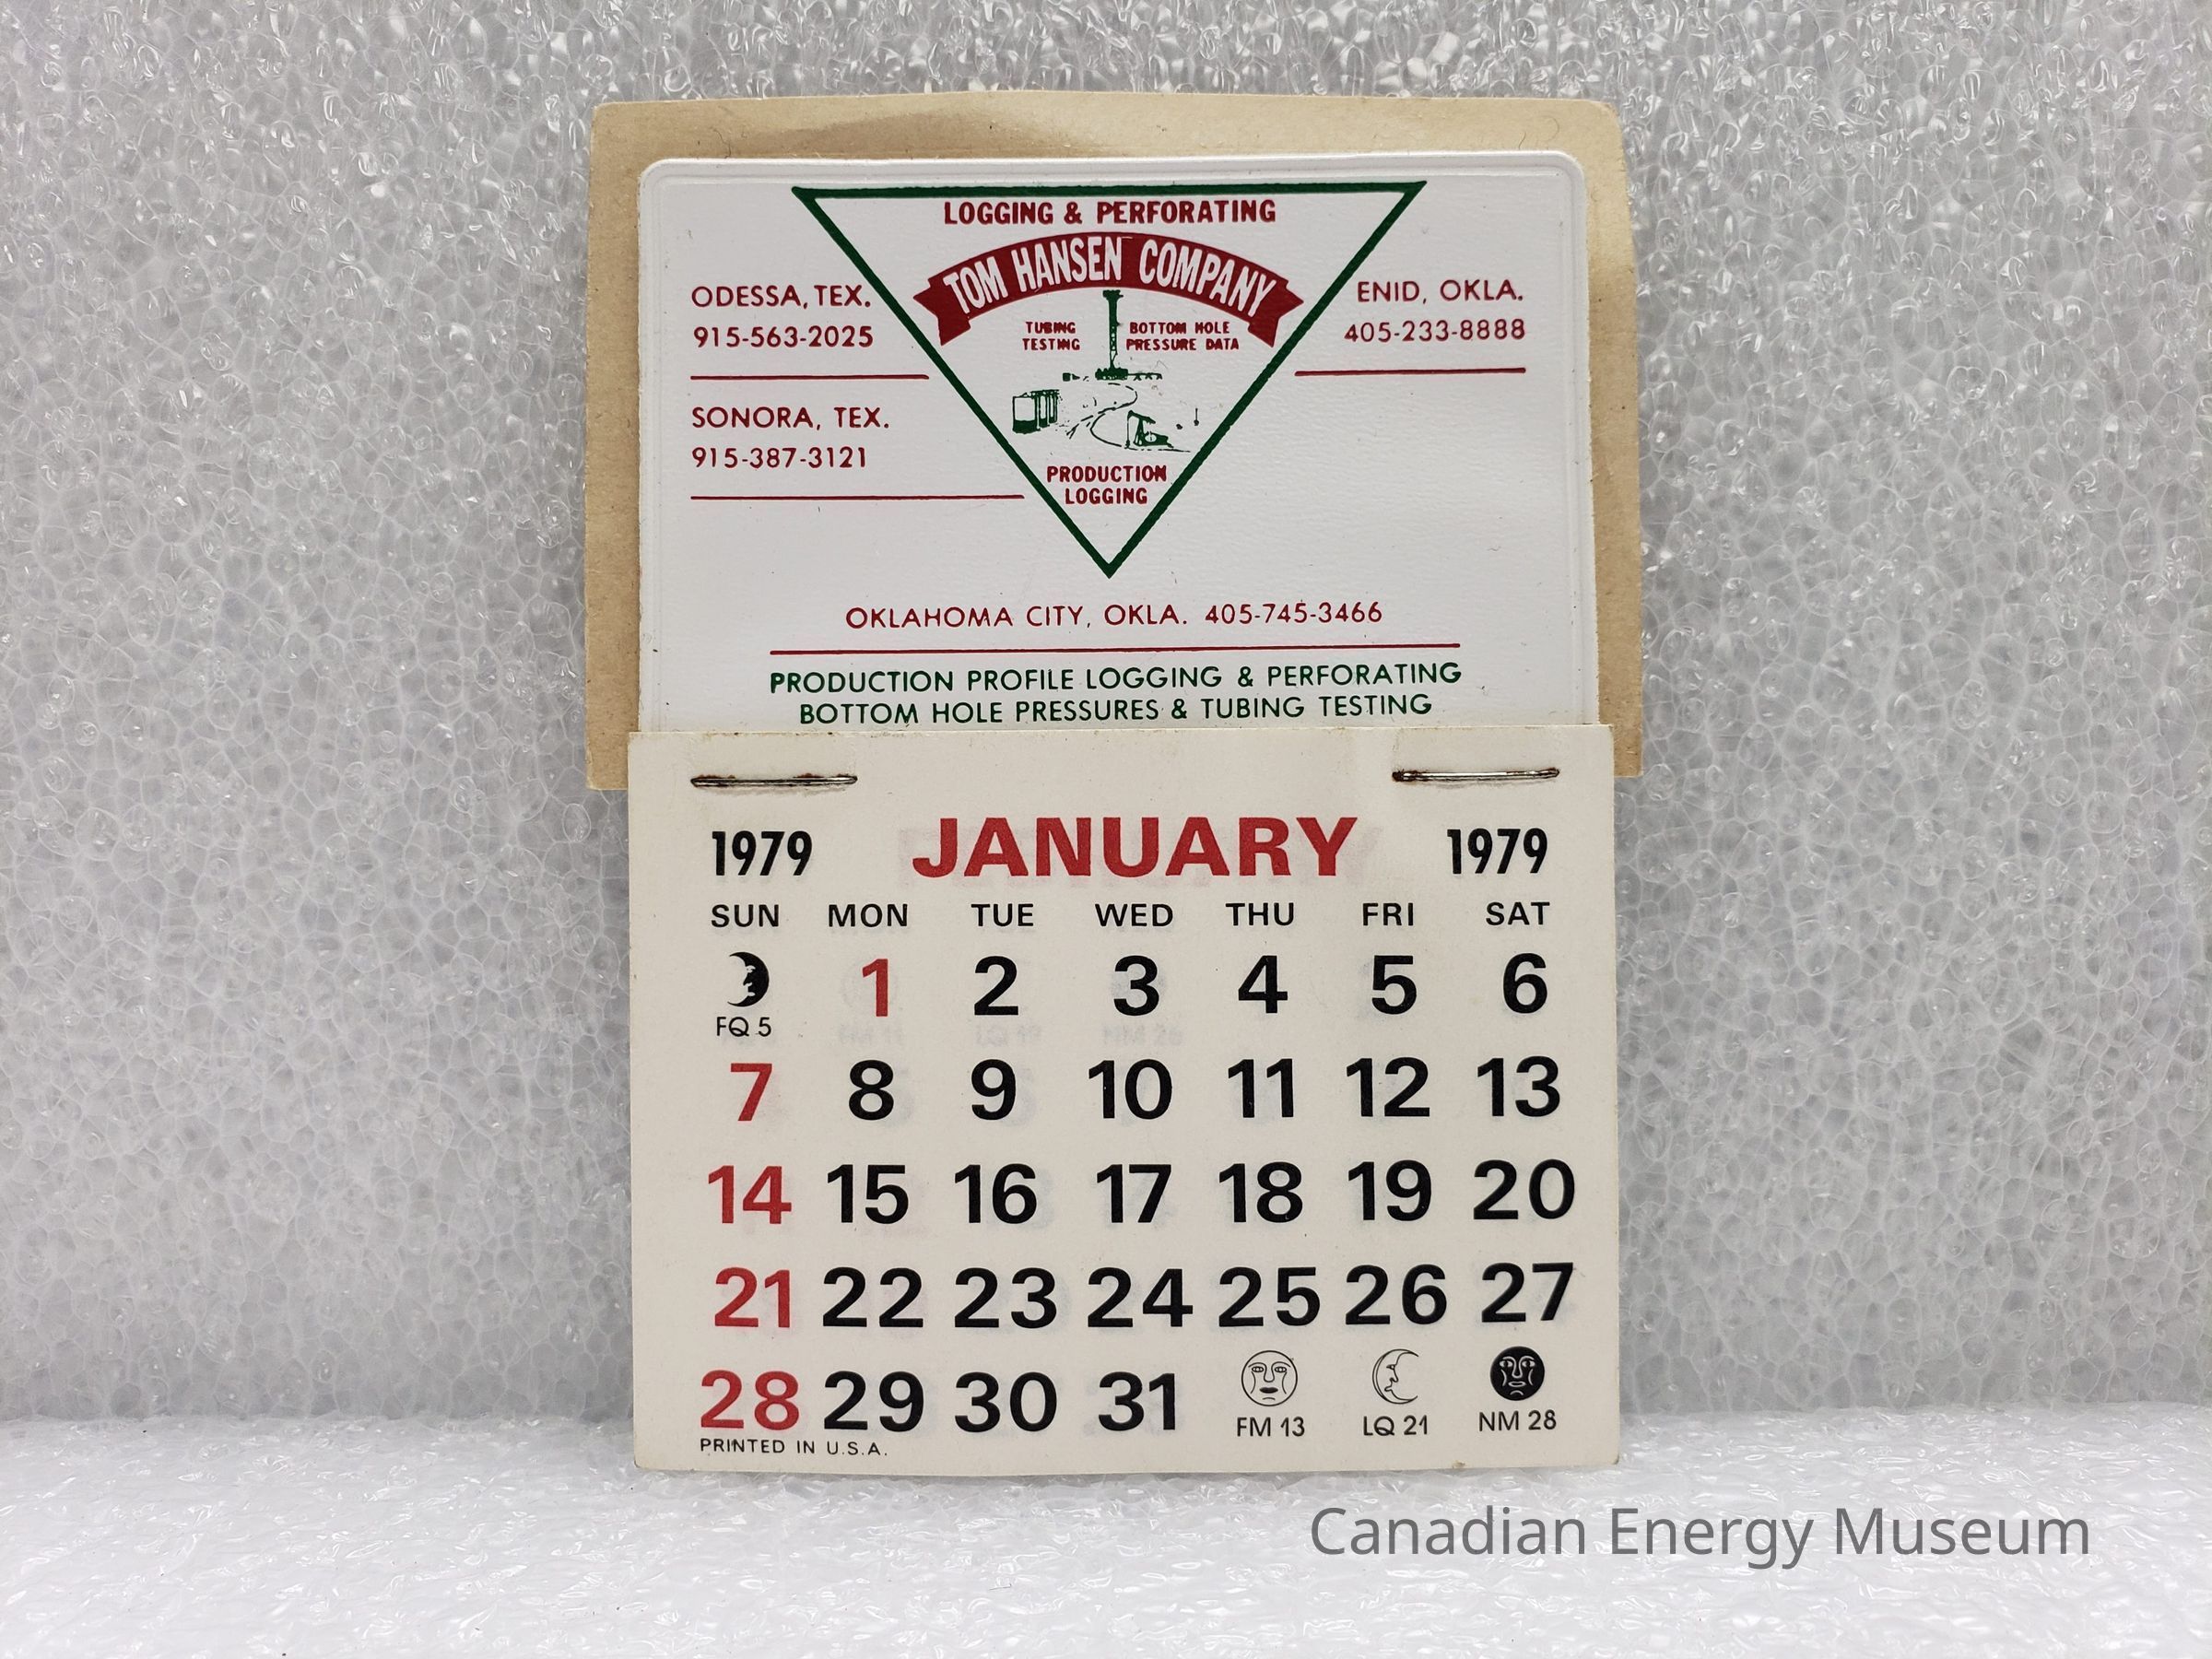 LOGGING & PERFORATING
TOM HANSEN COMPANY
TUBING TESTING
BOTTOM HOLE PRESSURE DATA
PRODUCTION
LOGGING
ODESSA, TEX.
915-563-2025
SONORA, TEX.
915-387-3121
ENID, OKLA.
405-233-8888
OKLAHOMA CITY, OKLA. 405-745-3466
PRODUCTION PROFILE LOGGING & PERFORATING
BOTTOM HOLE PRESSURES & TUBING TESTING
1979 JANUARY 1979
SUN MON TUE WED THU FRI SAT
1 2 3 4 5 6
FQ 5
7 8 9 10 11 12 13
14 15 16 17 18 19 20
21 22 23 24 25 26 27
28 29 30 31
FM 13 LQ 21 NM 28
PRINTED IN U.S.A.
Canadian Energy Museum